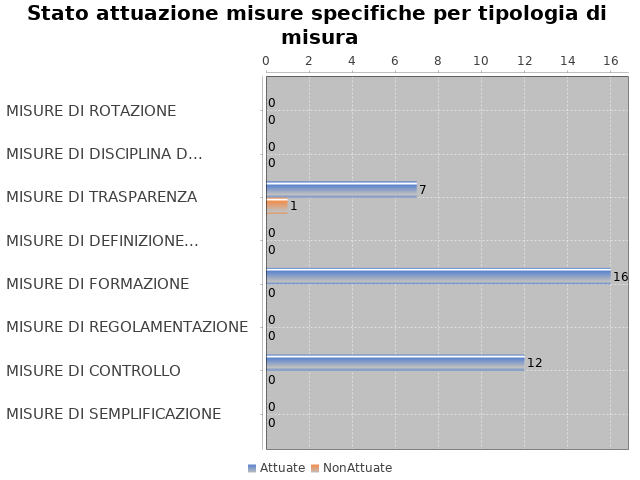 Stato attuazione misure specifiche per tipologia di
misura
0 2 4 6 8 10 12 14 16
MISURE DI ROTAZIONE 0
0
MISURE DI DISCIPLINA D... 0
0
MISURE DI TRASPARENZA 7
1
MISURE DI DEFINIZIONE... 0
0
MISURE DI FORMAZIONE 16
0
MISURE DI REGOLAMENTAZIONE 0
0
MISURE DI CONTROLLO 12
0
MISURE DI SEMPLIFICAZIONE 0
0
Attuate NonAttuate